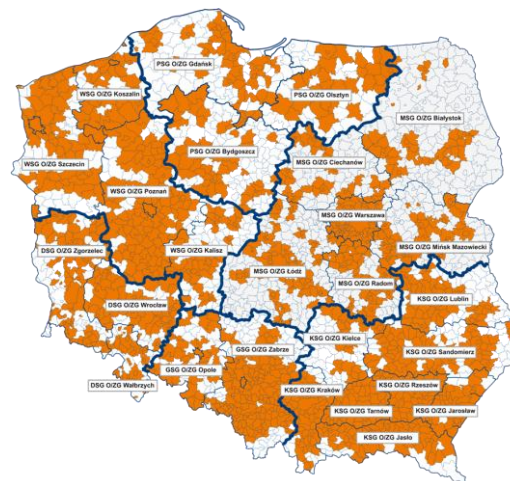 PSG O/ZG Gdańsk
WSG O/ZG Koszalin
PSG O/ZG Olsztyn
MSG O/ZG Białystok
PSG O/ZG Bydgoszcz
WSG O/ZG Szczecin
MSG O/ZG Ciechanów
WSG O/ZG Poznań
MSG O/ZG Warszawa
MSG O/ZG Mińsk Mazowiecki
DSG O/ZG Zgorzelec
WSG O/ZG Kalisz
MSG O/ZG Łódź
MSG O/ZG Radom
DSG O/ZG Wrocław
KSG O/ZG Lublin
KSG O/ZG Kielce
GSG O/ZG Zabrze
KSG O/ZG Sandomierz
GSG O/ZG Opole
DSG O/ZG Wałbrzych
KSG O/ZG Kraków
KSG O/ZG Rzeszów
KSG O/ZG Tarnów
KSG O/ZG Jarosław
KSG O/ZG Jasło